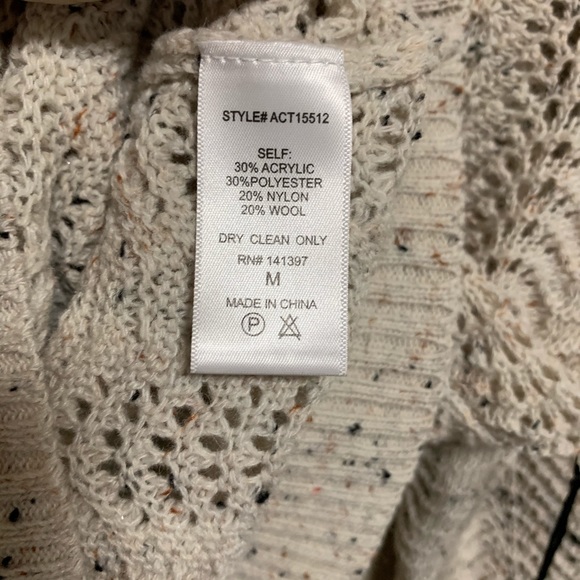 STYLE# ACT15512
SELF:
30% ACRYLIC
30%POLYESTER
20% NYLON
20% WOOL
DRY CLEAN ONLY
RN# 141397
M
MADE IN CHINA
P